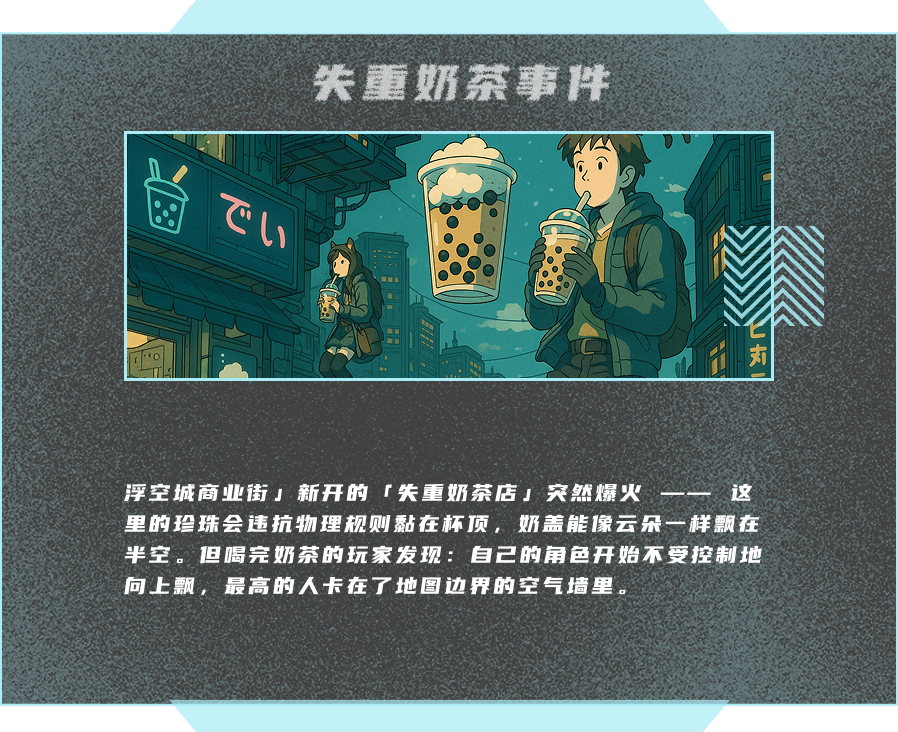 失重奶茶事件
でい
浮空城商业街」新开的「失重奶茶店」突然爆火 —— 这
里的珍珠会违抗物理规则黏在杯顶，奶盖能像云朵一样飘在
半空。但喝完奶茶的玩家发现：自己的角色开始不受控制地
向上飘，最高的人卡在了地图边界的空气墙里。